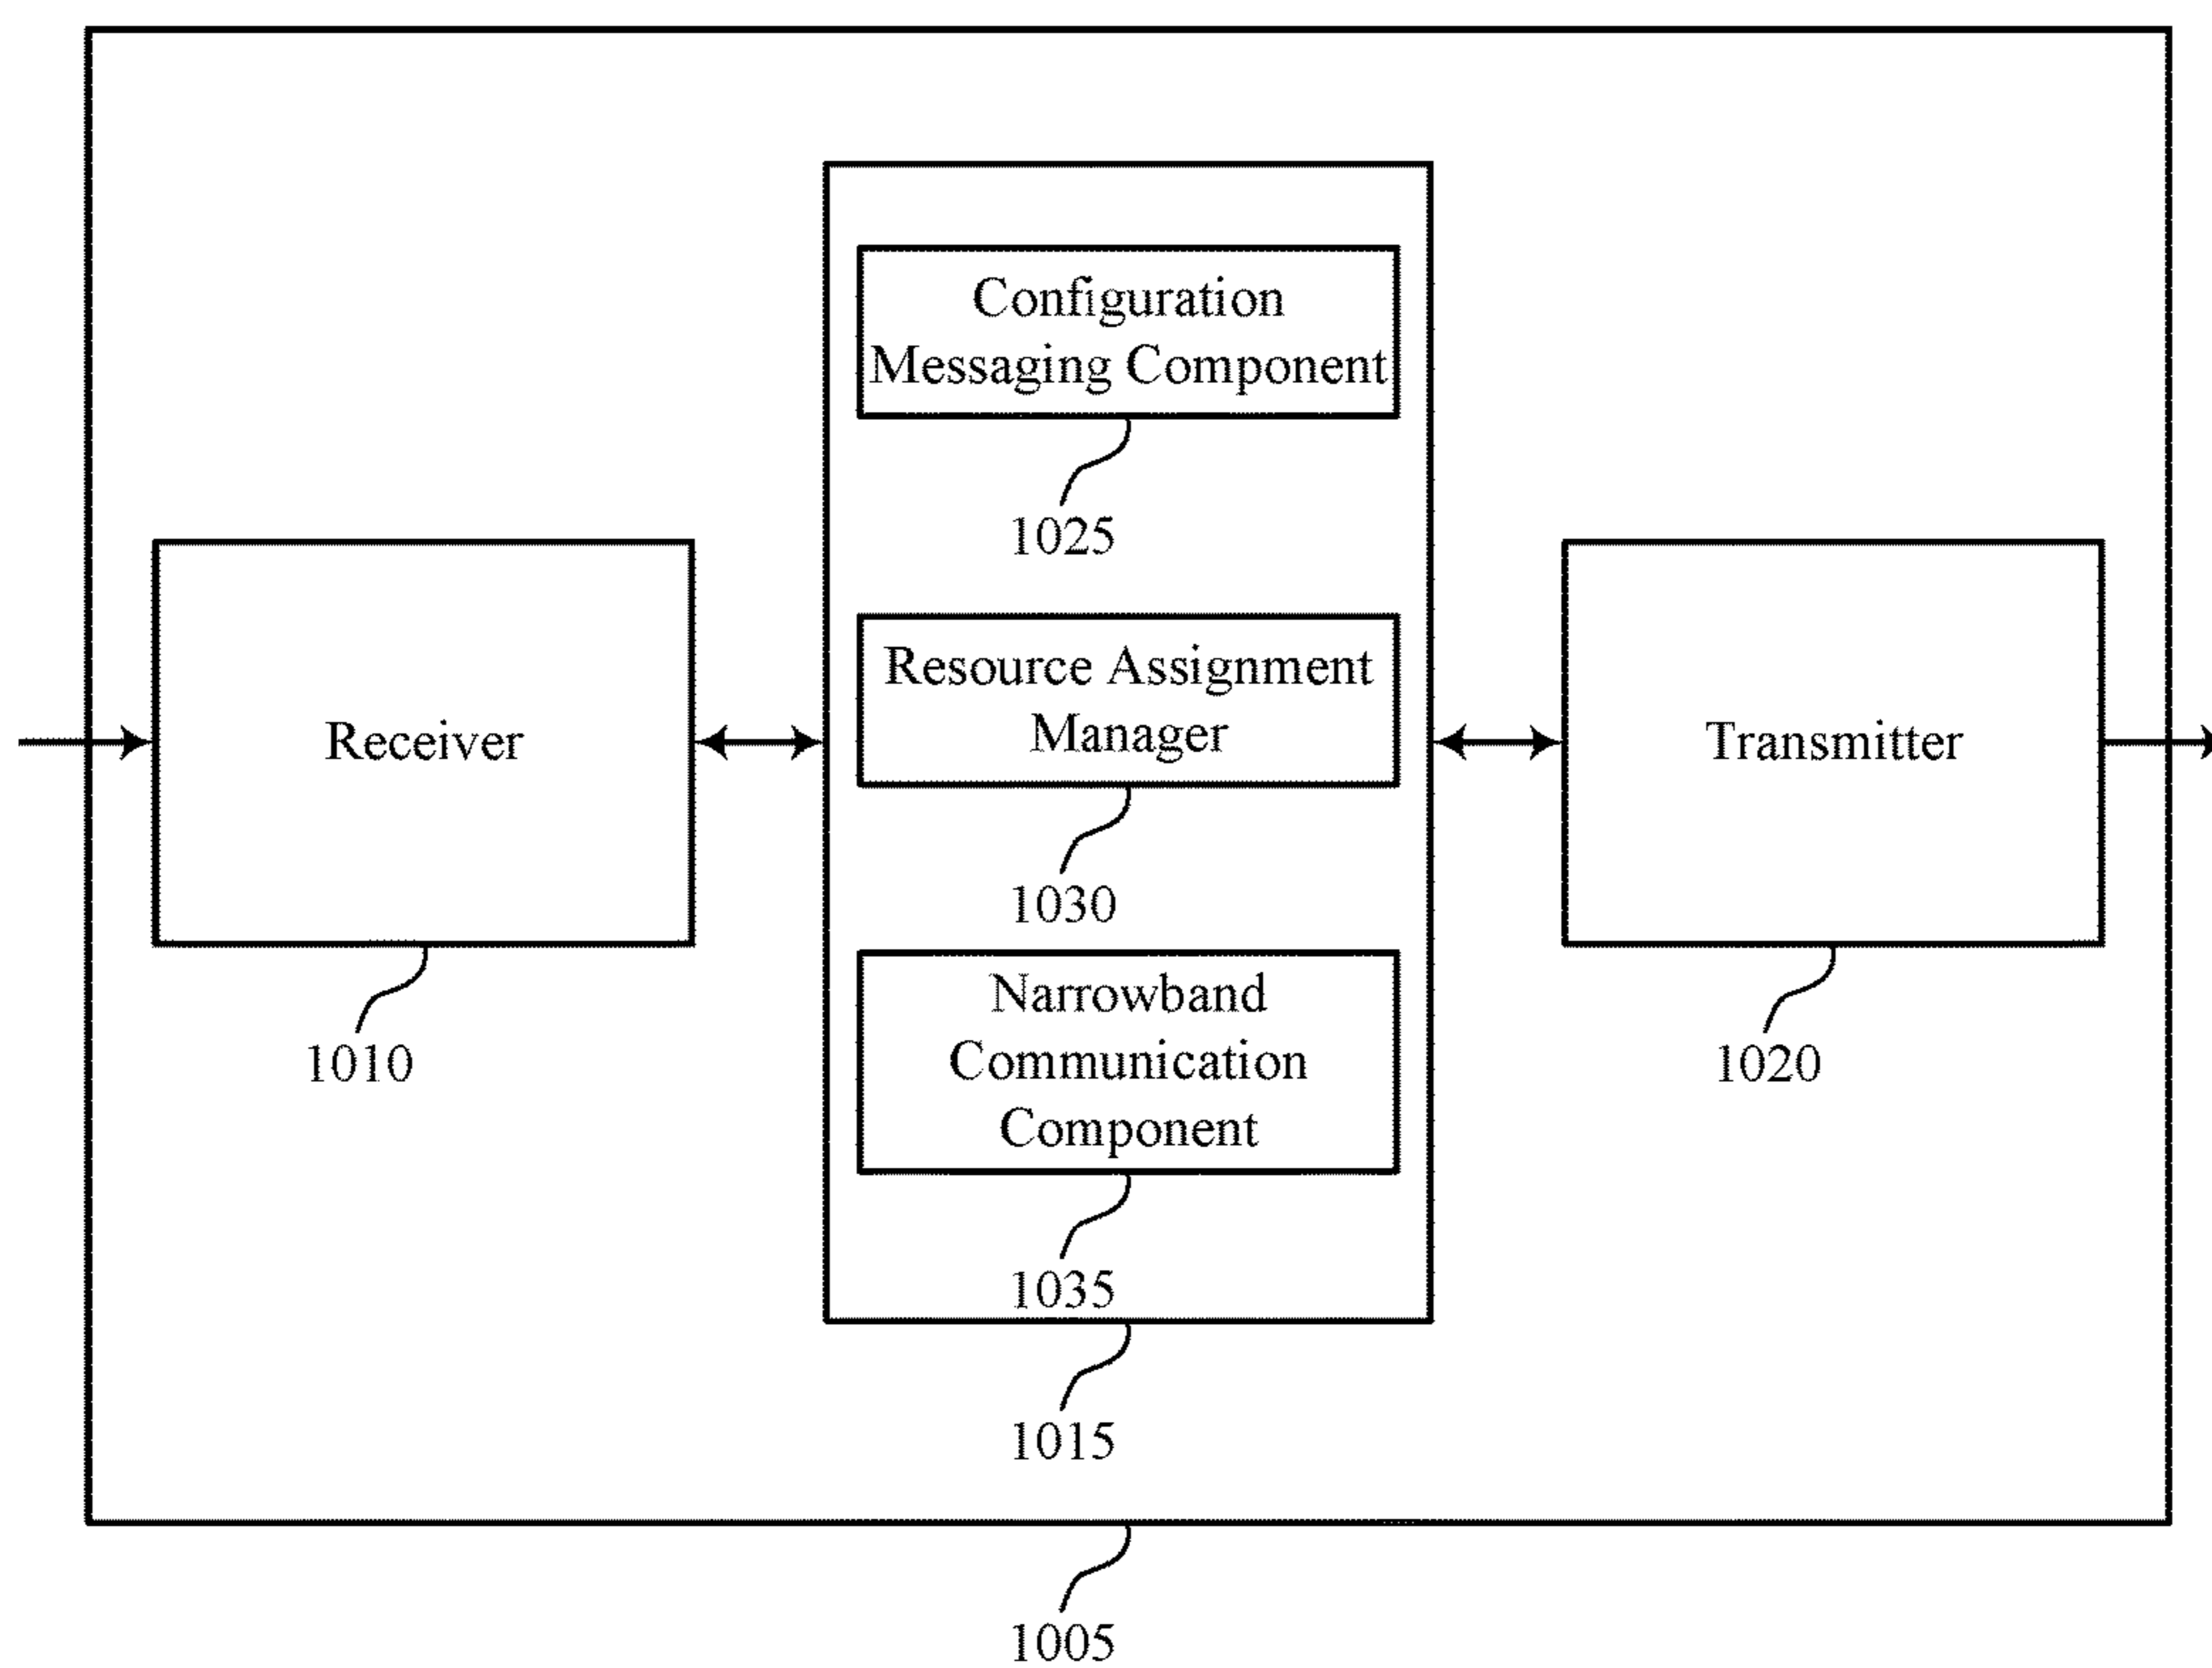 Configuration
Messaging Component
1025
Receiver
1010
Resource Assignment
Manager
1030
Narrowband
Communication
Component
1035
1015
Transmitter
1020
1005